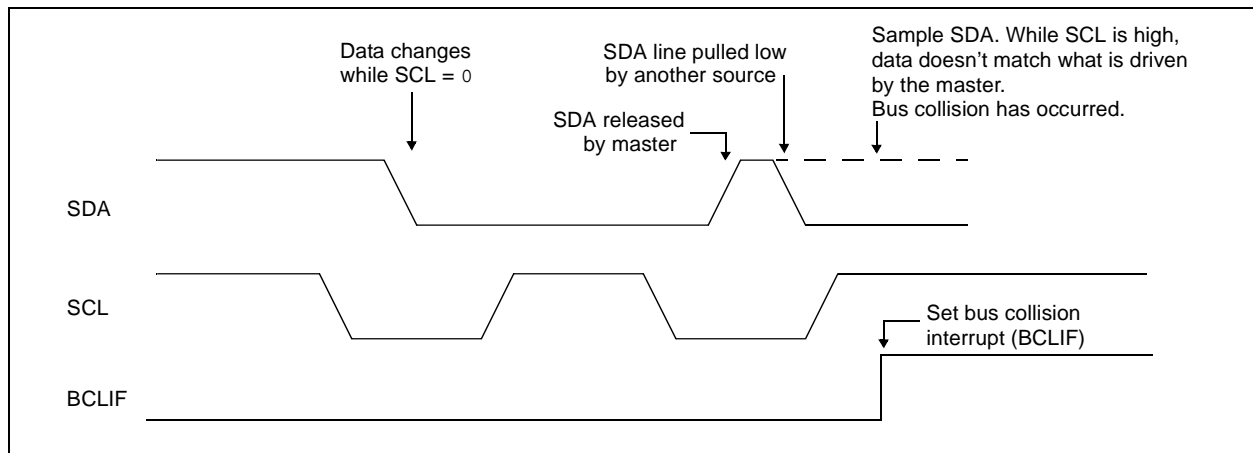 Data changes
while SCL = 0
SDA line pulled low
by another source
Sample SDA. While SCL is high,
data doesn't match what is driven
by the master.
Bus collision has occurred.
SDA released
by master
SDA
SCL
Set bus collision
interrupt (BCLIF)
BCLIF